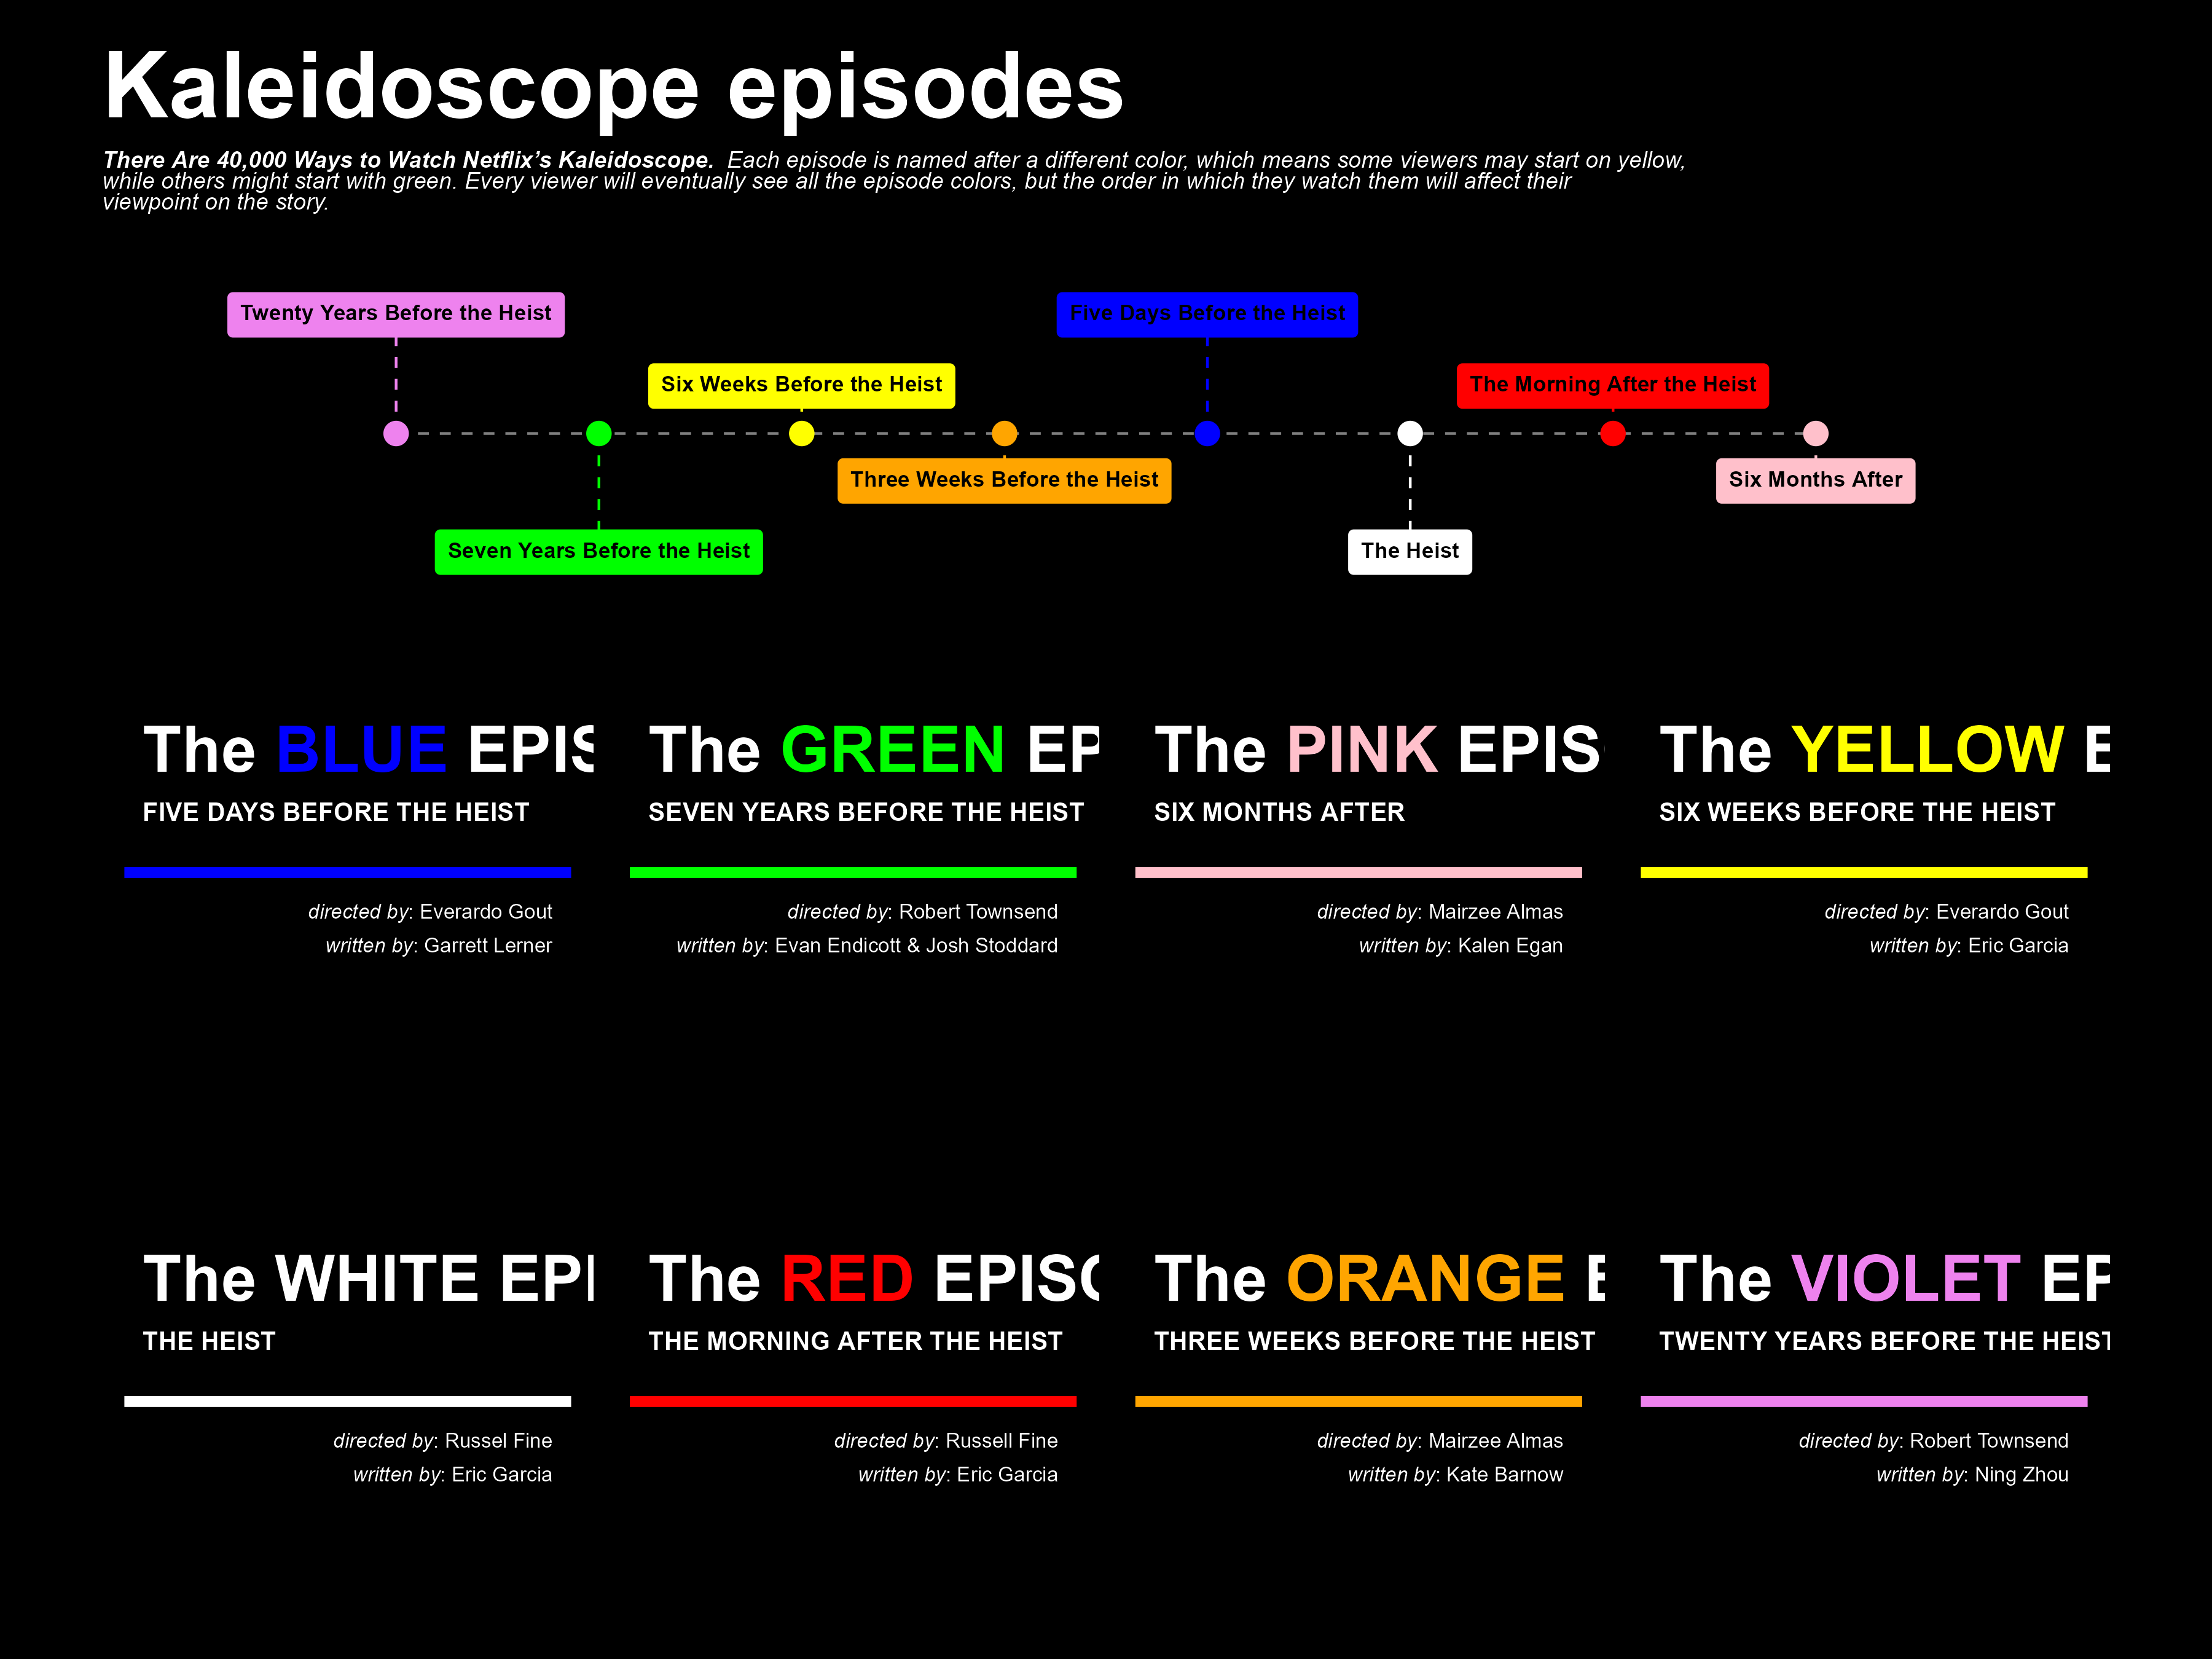 Kaleidoscope episodes
There Are 40,000 Ways to Watch Netflix’s Kaleidoscope. Each episode is named after a different color, which means some viewers may start on yellow,
while others might start with green. Every viewer will eventually see all the episode colors, but the order in which they watch them will affect their
viewpoint on the story.
Twenty Years Before the Heist
Five Days Before the Heist
Six Weeks Before the Heist
The Morning After the Heist
Three Weeks Before the Heist
Six Months After
Seven Years Before the Heist
The Heist
The BLUE EPIS
FIVE DAYS BEFORE THE HEIST
directed by: Everardo Gout
written by: Garrett Lerner
The GREEN EP
SEVEN YEARS BEFORE THE HEIST
directed by: Robert Townsend
written by: Evan Endicott & Josh Stoddard
The PINK EPIS
SIX MONTHS AFTER
directed by: Mairzee Almas
written by: Kalen Egan
The YELLOW E
SIX WEEKS BEFORE THE HEIST
directed by: Everardo Gout
written by: Eric Garcia
The WHITE EPI
THE HEIST
directed by: Russel Fine
written by: Eric Garcia
The RED EPISO
THE MORNING AFTER THE HEIST
directed by: Russell Fine
written by: Eric Garcia
The ORANGE E
THREE WEEKS BEFORE THE HEIST
directed by: Mairzee Almas
written by: Kate Barnow
The VIOLET EP
TWENTY YEARS BEFORE THE HEIST
directed by: Robert Townsend
written by: Ning Zhou